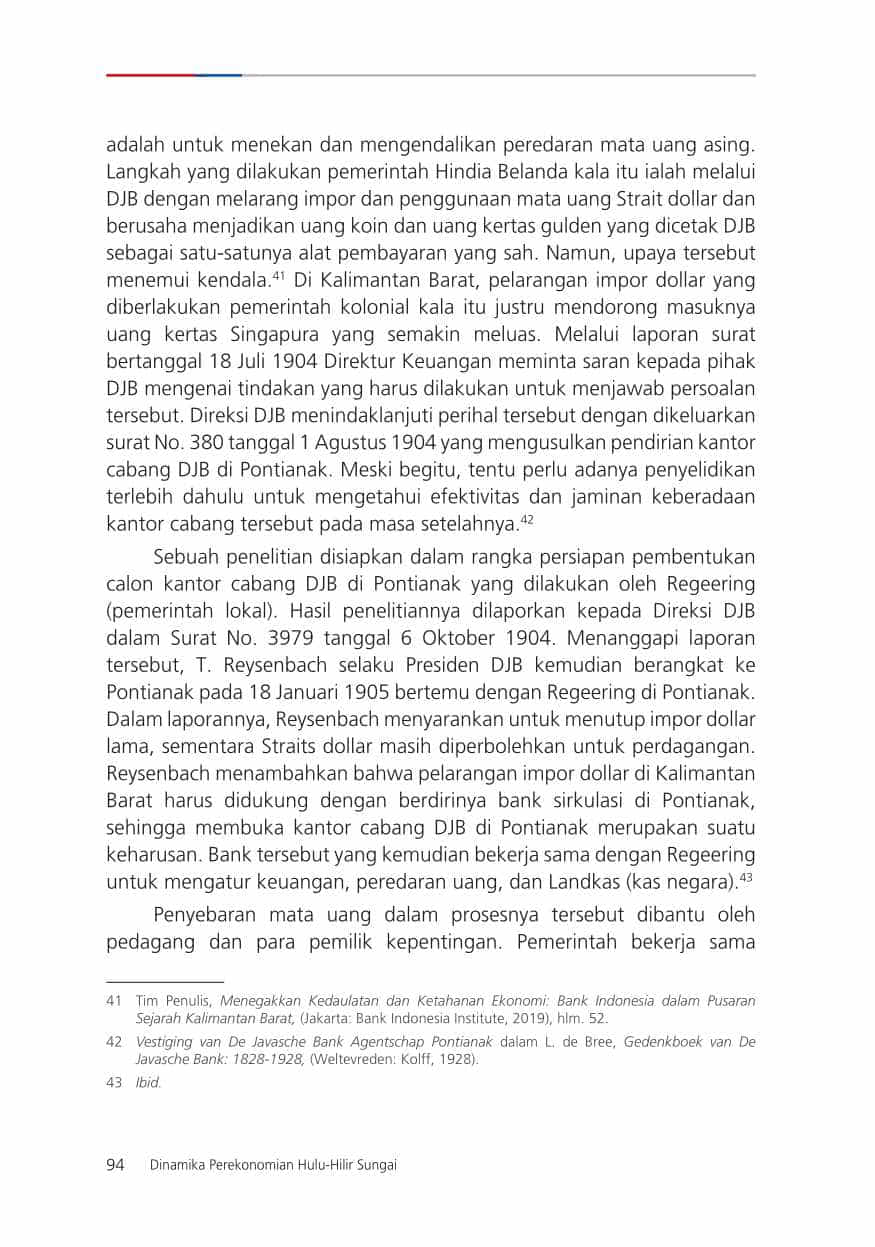 adalah untuk menekan dan mengendalikan peredaran mata uang asing.
Langkah yang dilakukan pemerintah Hindia Belanda kala itu ialah melalui
DJB dengan melarang impor dan penggunaan mata uang Strait dollar dan
berusaha menjadikan uang koin dan uang kertas gulden yang dicetak DJB
sebagai satu-satunya alat pembayaran yang sah. Namun, upaya tersebut
menemui kendala.41 Di Kalimantan Barat, pelarangan impor dollar yang
diberlakukan pemerintah kolonial kala itu justru mendorong masuknya
uang kertas Singapura yang semakin meluas. Melalui laporan surat
bertanggal 18 Juli 1904 Direktur Keuangan meminta saran kepada pihak
DJB mengenai tindakan yang harus dilakukan untuk menjawab persoalan
tersebut. Direksi DJB menindaklanjuti perihal tersebut dengan dikeluarkan
surat No. 380 tanggal 1 Agustus 1904 yang mengusulkan pendirian kantor
cabang DJB di Pontianak. Meski begitu, tentu perlu adanya penyelidikan
terlebih dahulu untuk mengetahui efektivitas dan jaminan keberadaan
kantor cabang tersebut pada masa setelahnya.42
Sebuah penelitian disiapkan dalam rangka persiapan pembentukan
calon kantor cabang DJB di Pontianak yang dilakukan oleh Regeering
(pemerintah lokal). Hasil penelitiannya dilaporkan kepada Direksi DJB
dalam Surat No. 3979 tanggal 6 Oktober 1904. Menanggapi laporan
tersebut, T. Reysenbach selaku Presiden DJB kemudian berangkat ke
Pontianak pada 18 Januari 1905 bertemu dengan Regeering di Pontianak.
Dalam laporannya, Reysenbach menyarankan untuk menutup impor dollar
lama, sementara Straits dollar masih diperbolehkan untuk perdagangan.
Reysenbach menambahkan bahwa pelarangan impor dollar di Kalimantan
Barat harus didukung dengan berdirinya bank sirkulasi di Pontianak,
sehingga membuka kantor cabang DJB di Pontianak merupakan suatu
keharusan. Bank tersebut yang kemudian bekerja sama dengan Regeering
untuk mengatur keuangan, peredaran uang, dan Landkas (kas negara).43
Penyebaran mata uang dalam prosesnya tersebut dibantu oleh
pedagang dan para pemilik kepentingan. Pemerintah bekerja sama
41 Tim Penulis, Menegakkan Kedaulatan dan Ketahanan Ekonomi: Bank Indonesia dalam Pusaran
Sejarah Kalimantan Barat, (Jakarta: Bank Indonesia Institute, 2019), hlm. 52.
42 Vestiging van De Javasche Bank Agentschap Pontianak dalam L. de Bree, Gedenkboek van De
Javasche Bank: 1828-1928, (Weltevreden: Kolff, 1928).
43 Ibid.
94 Dinamika Perekonomian Hulu-Hilir Sungai